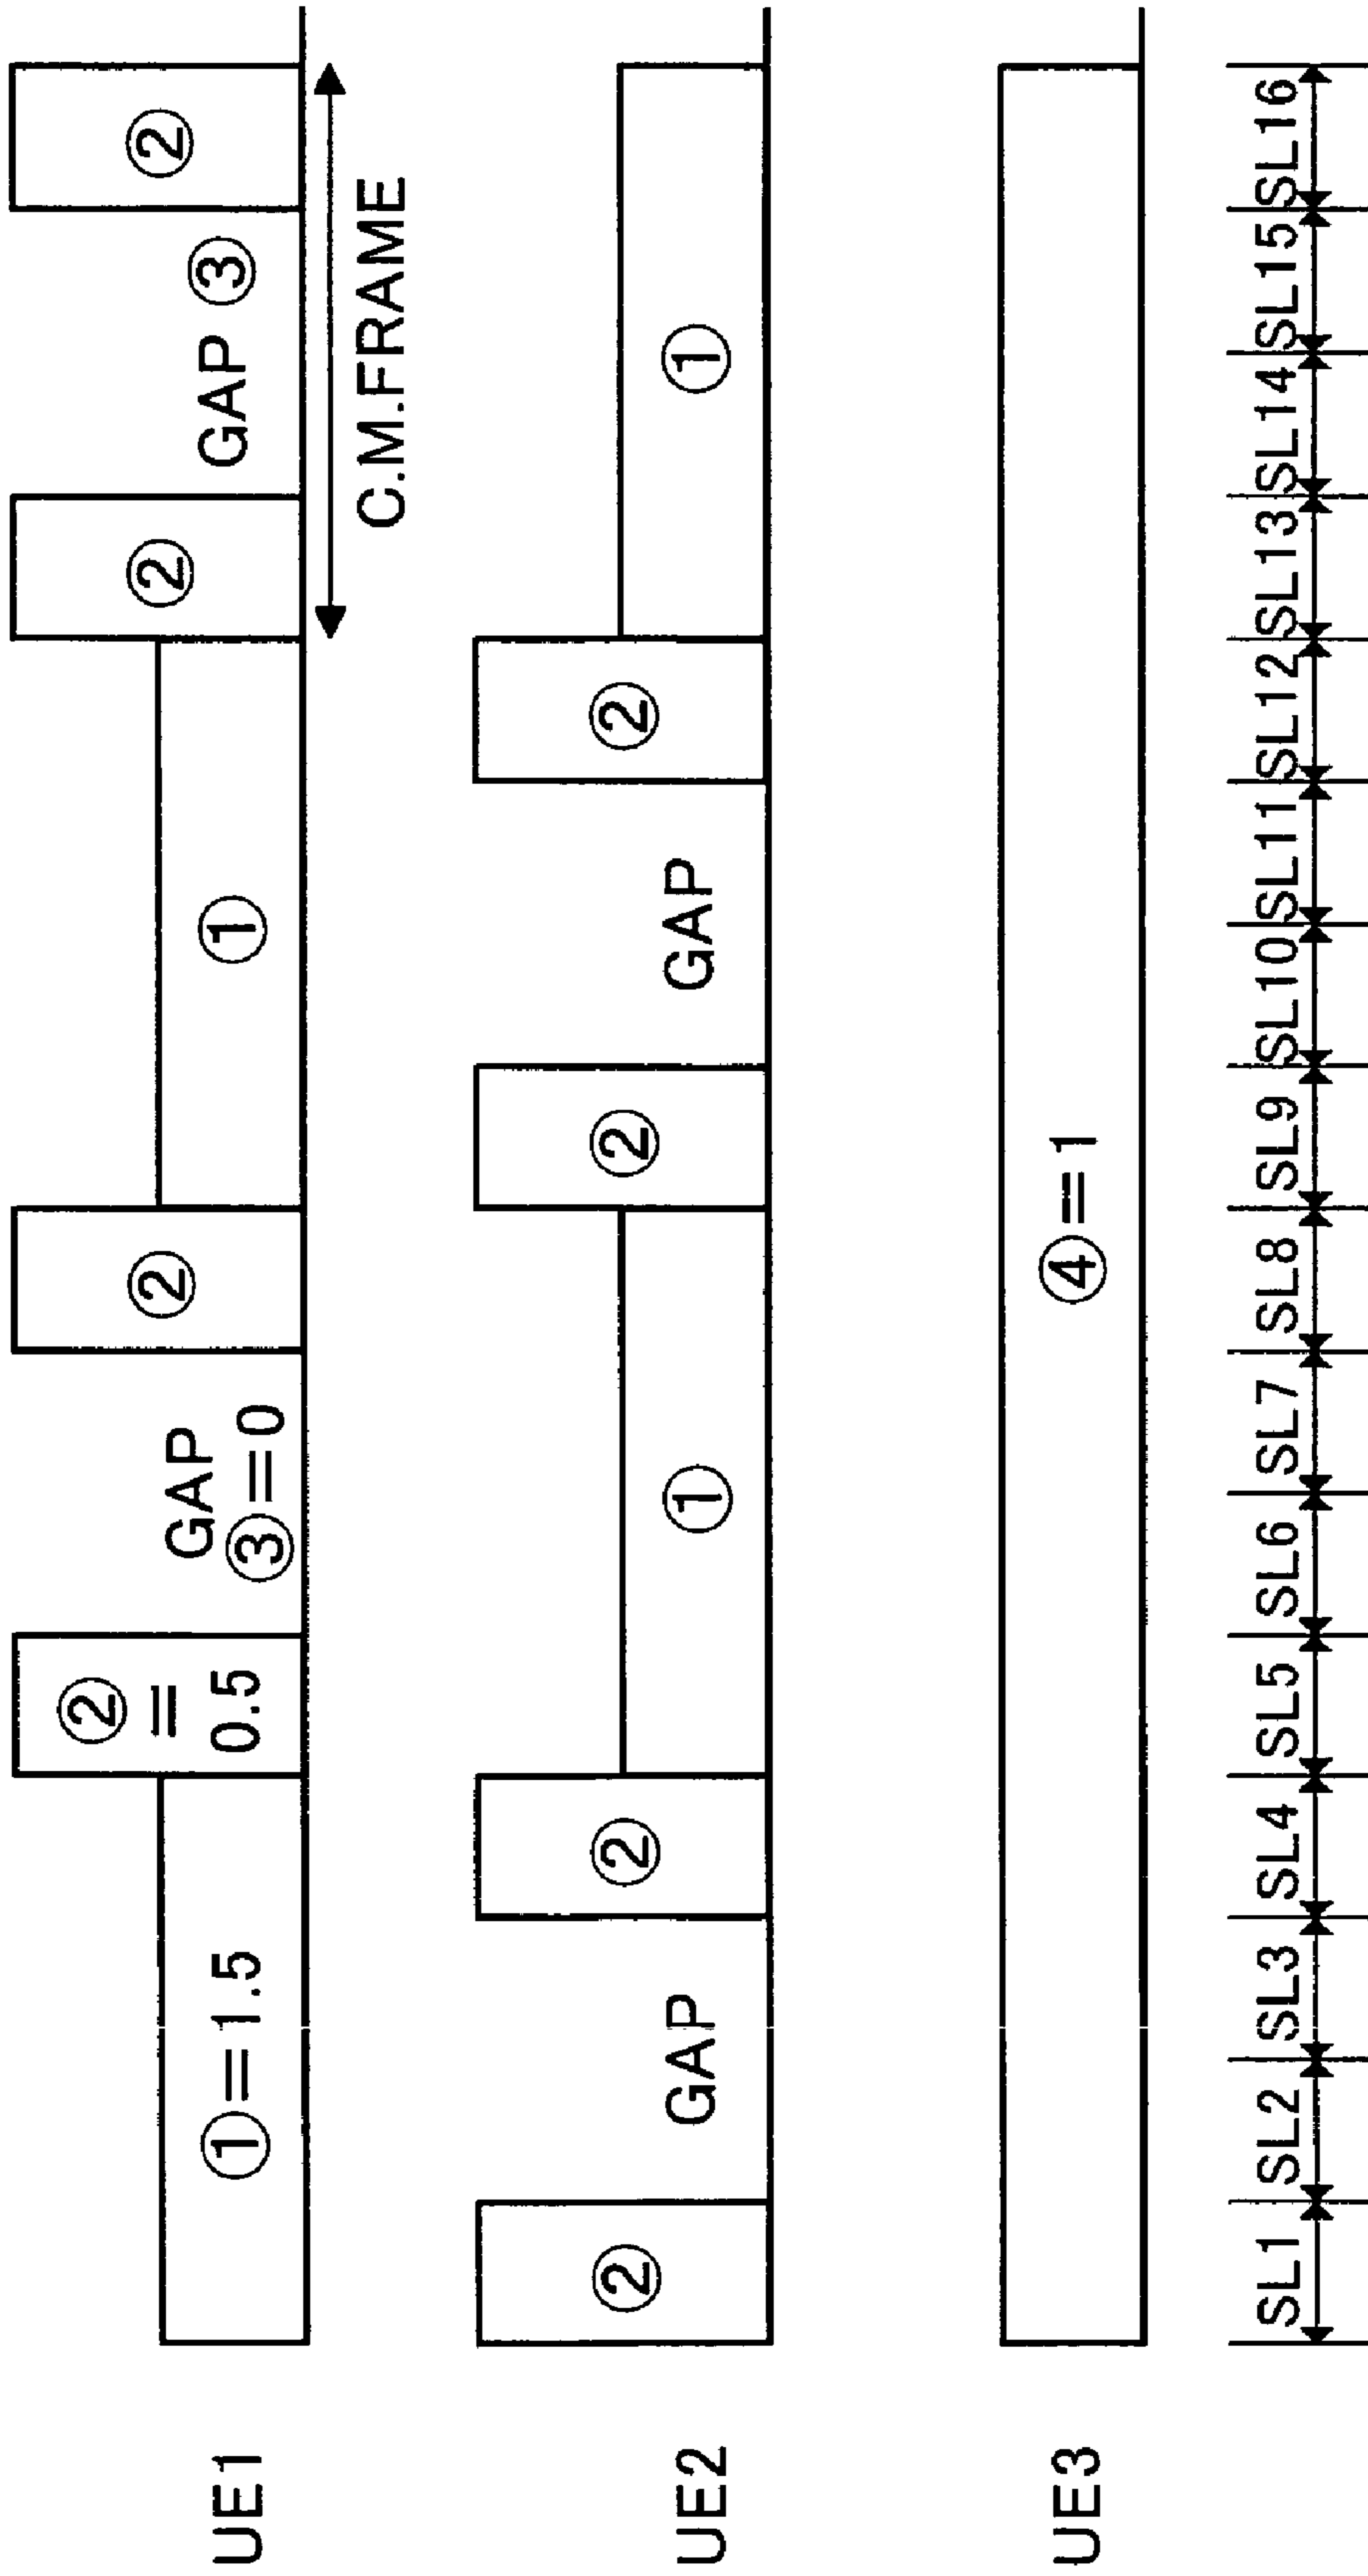 UE1
①=1.5
②
=
0.5
GAP
③=0
②
①
②
GAP ③
②
C.M.FRAME
UE2
②
GAP
②
①
②
GAP
②
①
UE3
④=1
SL1 SL2 SL3 SL4 SL5 SL6 SL7 SL8 SL9 SL10 SL11 SL12 SL13 SL14 SL15 SL16